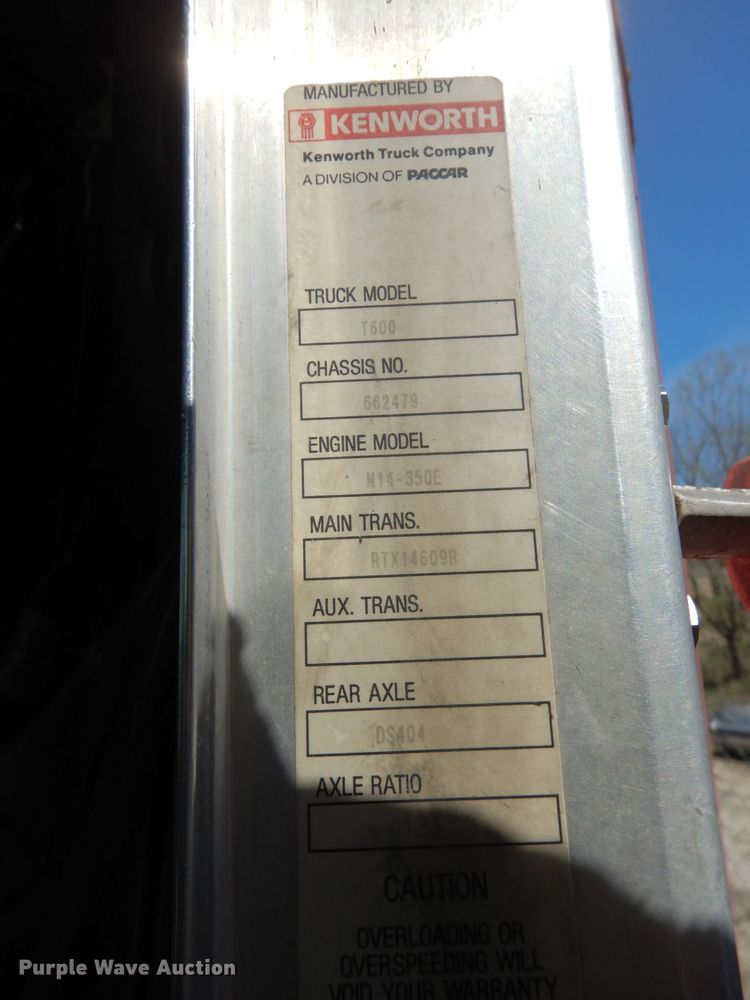 MANUFACTURED BY
KENWORTH
Kenworth Truck Company
A DIVISION OF PACCAR
TRUCK MODEL
T600
CHASSIS NO.
662479
ENGINE MODEL
N14-350E
MAIN TRANS.
RTX14609R
AUX. TRANS.
REAR AXLE
DS404
AXLE RATIO
CAUTION
OVERLOADING OR
OVERSPEEDING WILL
VOID YOUR WARRANTY
Purple Wave Auction